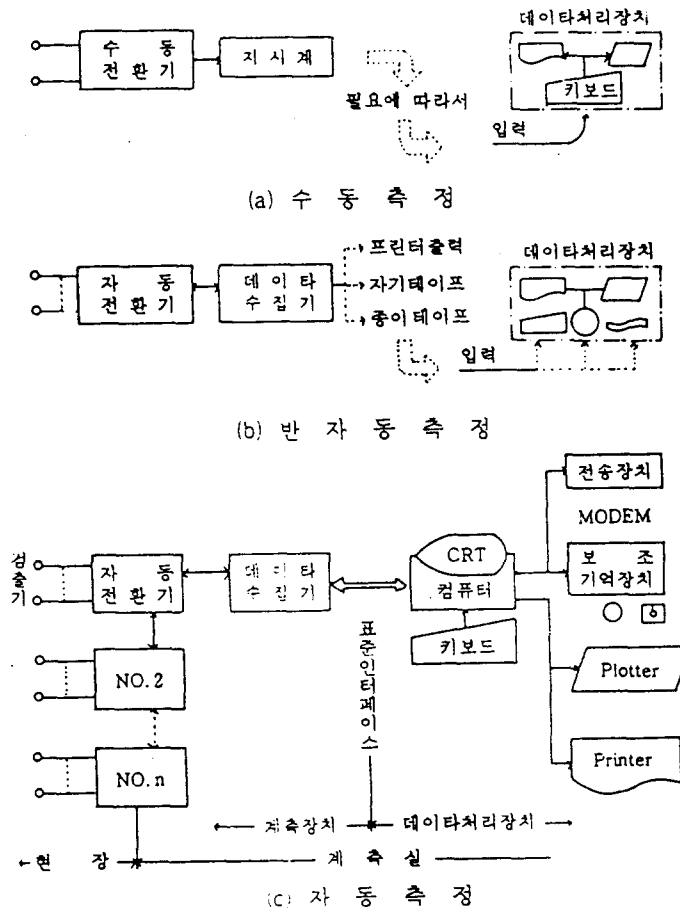 수 동
전 환 기
지 시 계
필요에 따라서
데이타처리장치
키보드
입력
(a) 수 동 측 정
자 동
전 환 기
데 이 타
수 집 기
프린터출력
자기테이프
종이테이프
데이타처리장치
입력
(b) 반 자 동 측 정
검출기
자 동
전 환 기
데 이 타
수 집 기
CRT
컴퓨터
키보드
전송장치
MODEM
보 조
기억장치
Plotter
Printer
NO.2
NO.n
표준인터페이스
계측장치
데이타처리장치
현 장
계 측 실
(c) 자 동 측 정